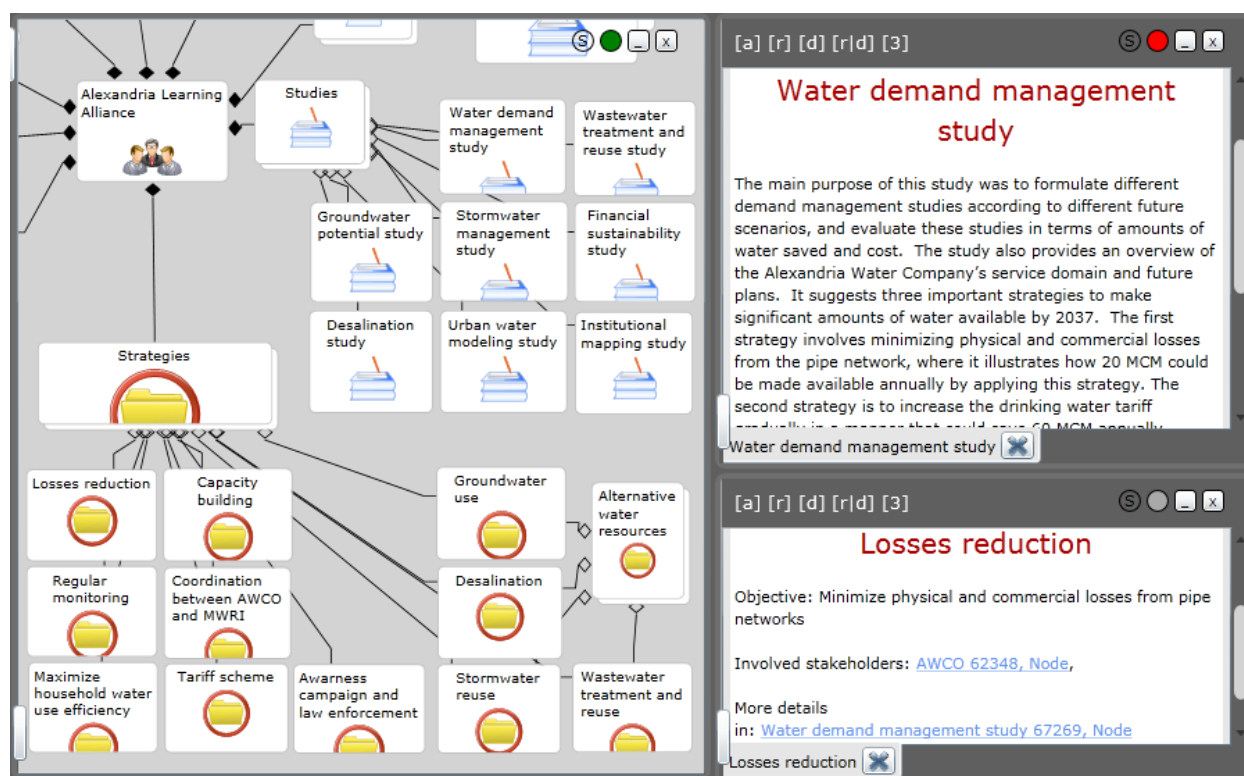 S
_ x
Alexandria Learning
Alliance
Studies
Water demand
management
study
Wastewater
treatment and
reuse study
Groundwater
potential study
Stormwater
management
study
Financial
sustainability
study
Desalination
study
Urban water
modeling study
Institutional
mapping study
Strategies
Losses reduction
Capacity
building
Groundwater
use
Alternative
water
resources
Regular
monitoring
Coordination
between AWCO
and MWRI
Desalination
Maximize
household water
use efficiency
Tariff scheme
Awarness
campaign and
law enforcement
Stormwater
reuse
Wastewater
treatment and
reuse
[a] [r] [d] [r|d] [3]
S
_ x
Water demand management
study
The main purpose of this study was to formulate different
demand management studies according to different future
scenarios, and evaluate these studies in terms of amounts of
water saved and cost.  The study also provides an overview of
the Alexandria Water Company's service domain and future
plans.  It suggests three important strategies to make
significant amounts of water available by 2037.  The first
strategy involves minimizing physical and commercial losses
from the pipe network, where it illustrates how 20 MCM could
be made available annually by applying this strategy. The
second strategy is to increase the drinking water tariff
gradually in a manner that could save 60 MCM annually
Water demand management study
[a] [r] [d] [r|d] [3]
S
_ x
Losses reduction
Objective: Minimize physical and commercial losses from pipe
networks
Involved stakeholders: AWCO 62348, Node,
More details
in: Water demand management study 67269, Node
Losses reduction